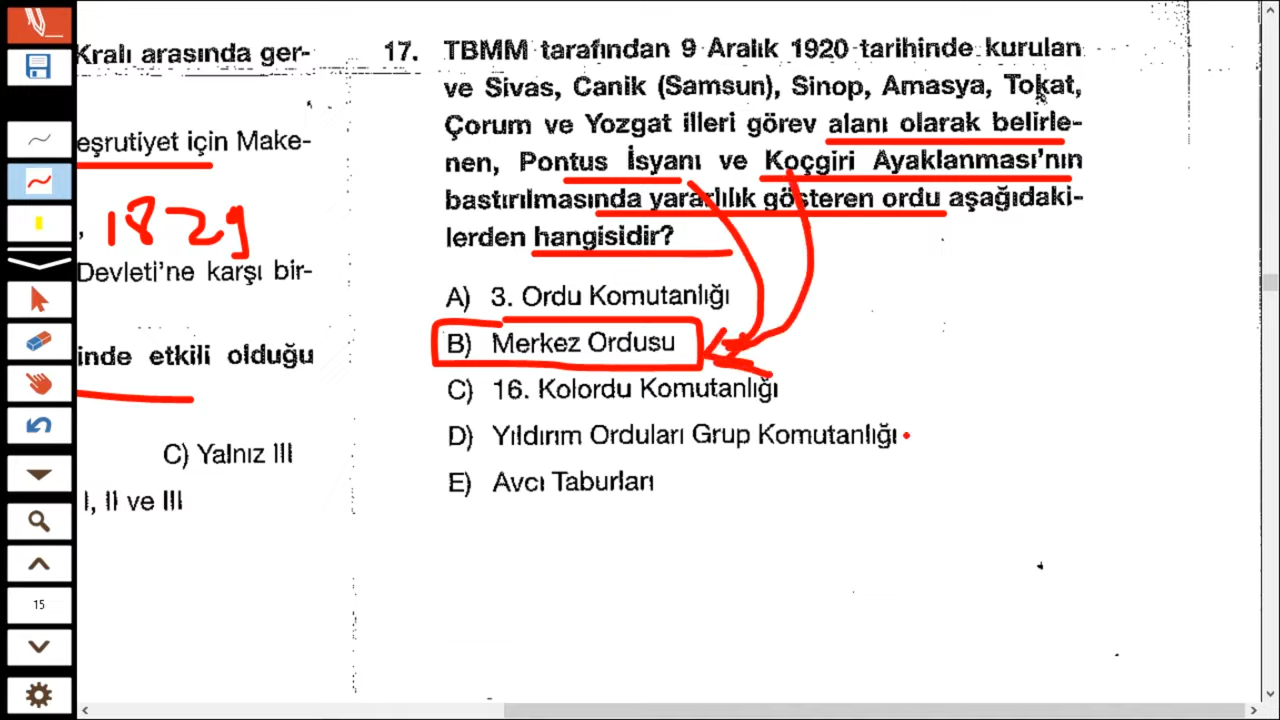 Kralı arasında ger-
eşrutiyet için Make-
, 1829
Devleti'ne karşı bir-
inde etkili olduğu
C) Yalnız III
I, II ve III
17. TBMM tarafından 9 Aralık 1920 tarihinde kurulan
ve Sivas, Canik (Samsun), Sinop, Amasya, Tokat,
Çorum ve Yozgat illeri görev alanı olarak belirle-
nen, Pontus İsyanı ve Koçgiri Ayaklanması'nın
bastırılmasında yararlılık gösteren ordu aşağıdaki-
lerden hangisidir?
A) 3. Ordu Komutanlığı
B) Merkez Ordusu
C) 16. Kolordu Komutanlığı
D) Yıldırım Orduları Grup Komutanlığı
E) Avcı Taburları
15